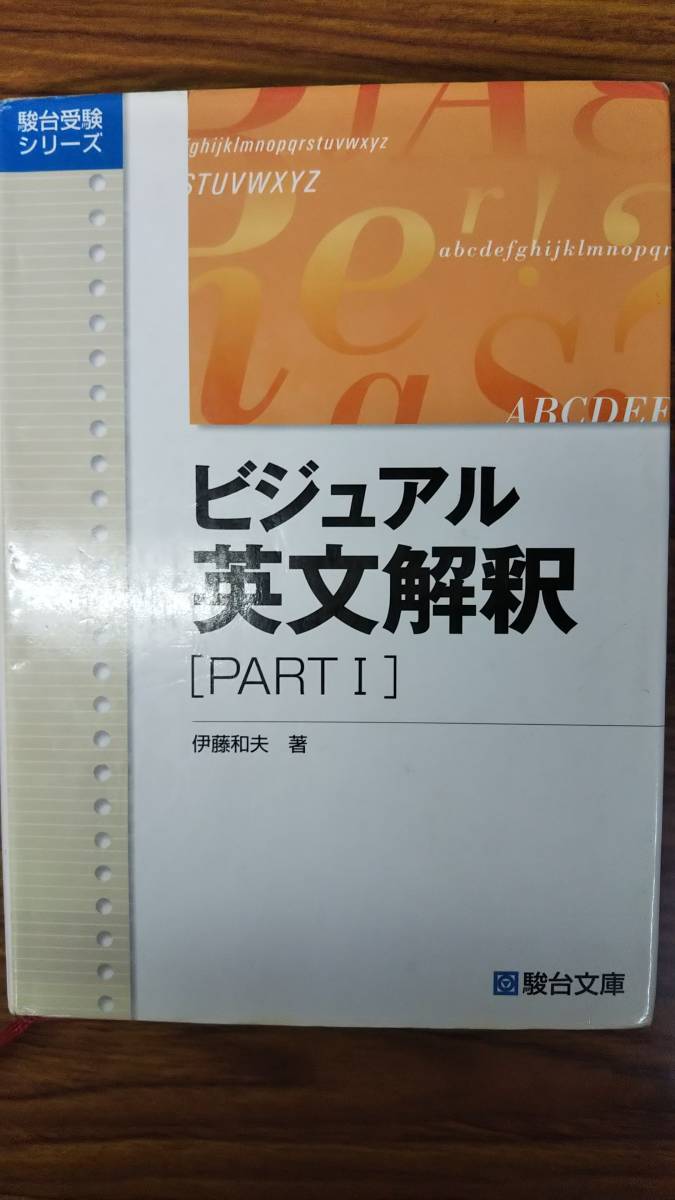 駿台受験
シリーズ
ghijklmnopqrstuvwxyz
STUVWXYZ
abcdefghijklmnopqr
ABCDEF
ビジュアル
英文解釈
[PART I]
伊藤和夫 著
駿台文庫